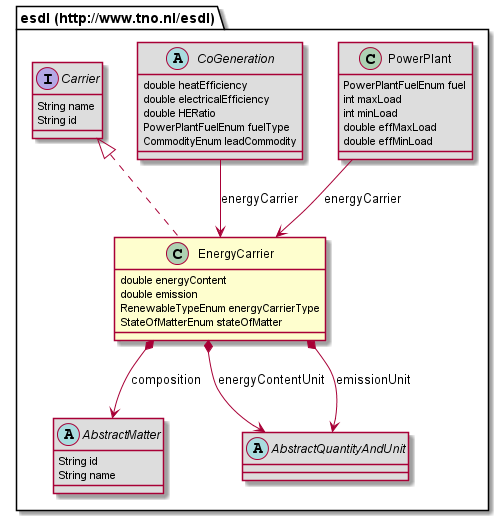 esdl (http://www.tno.nl/esdl)
I Carrier
String name
String id
A CoGeneration
double heatEfficiency
double electricalEfficiency
double HERatio
PowerPlantFuelEnum fuelType
CommodityEnum leadCommodity
C PowerPlant
PowerPlantFuelEnum fuel
int maxLoad
int minLoad
double effMaxLoad
double effMinLoad
energyCarrier
energyCarrier
C EnergyCarrier
double energyContent
double emission
RenewableTypeEnum energyCarrierType
StateOfMatterEnum stateOfMatter
composition
energyContentUnit
emissionUnit
A AbstractMatter
String id
String name
A AbstractQuantityAndUnit